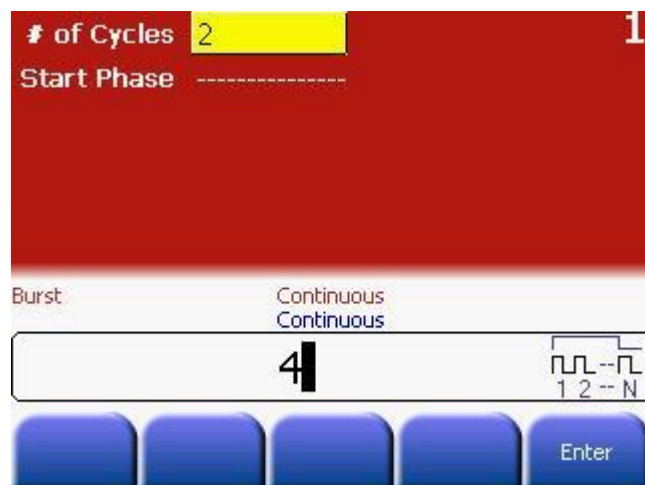 # of Cycles 2 1
Start Phase ---------------
Burst Continuous
Continuous
4
1 2 -- N
Enter